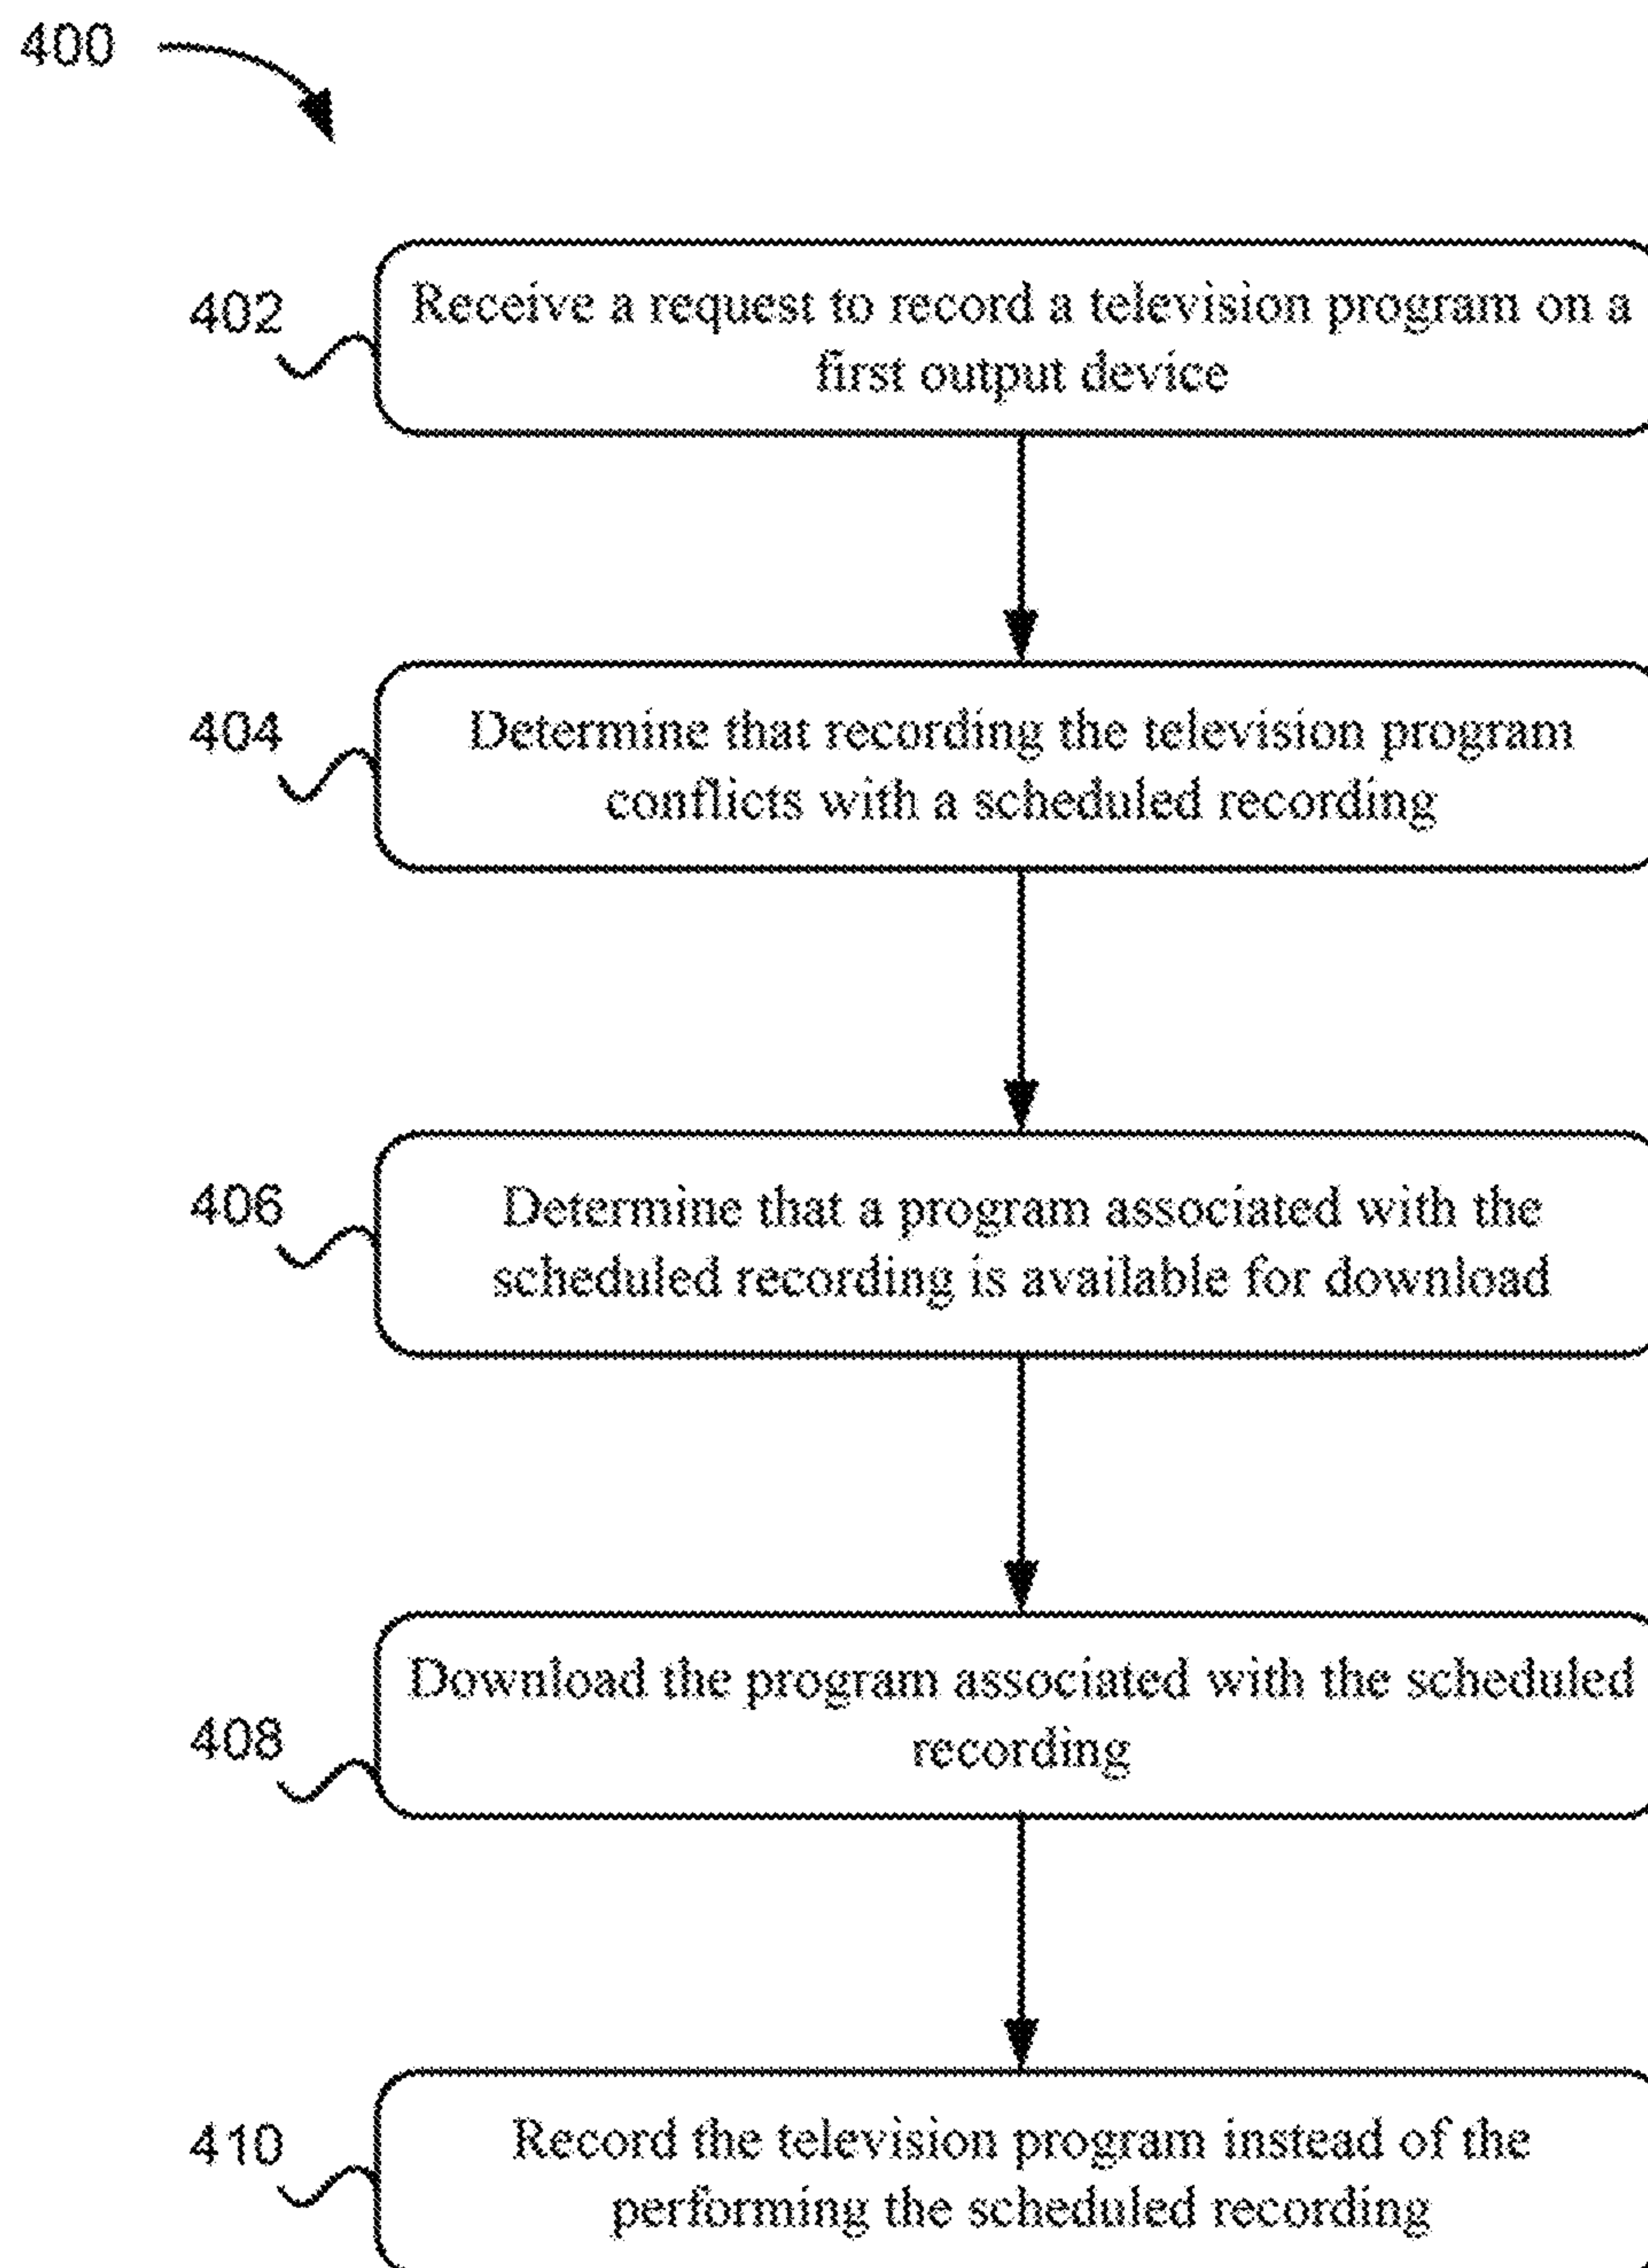 400
402
Receive a request to record a television program on a
first output device
404
Determine that recording the television program
conflicts with a scheduled recording
406
Determine that a program associated with the
scheduled recording is available for download
408
Download the program associated with the scheduled
recording
410
Record the television program instead of the
performing the scheduled recording